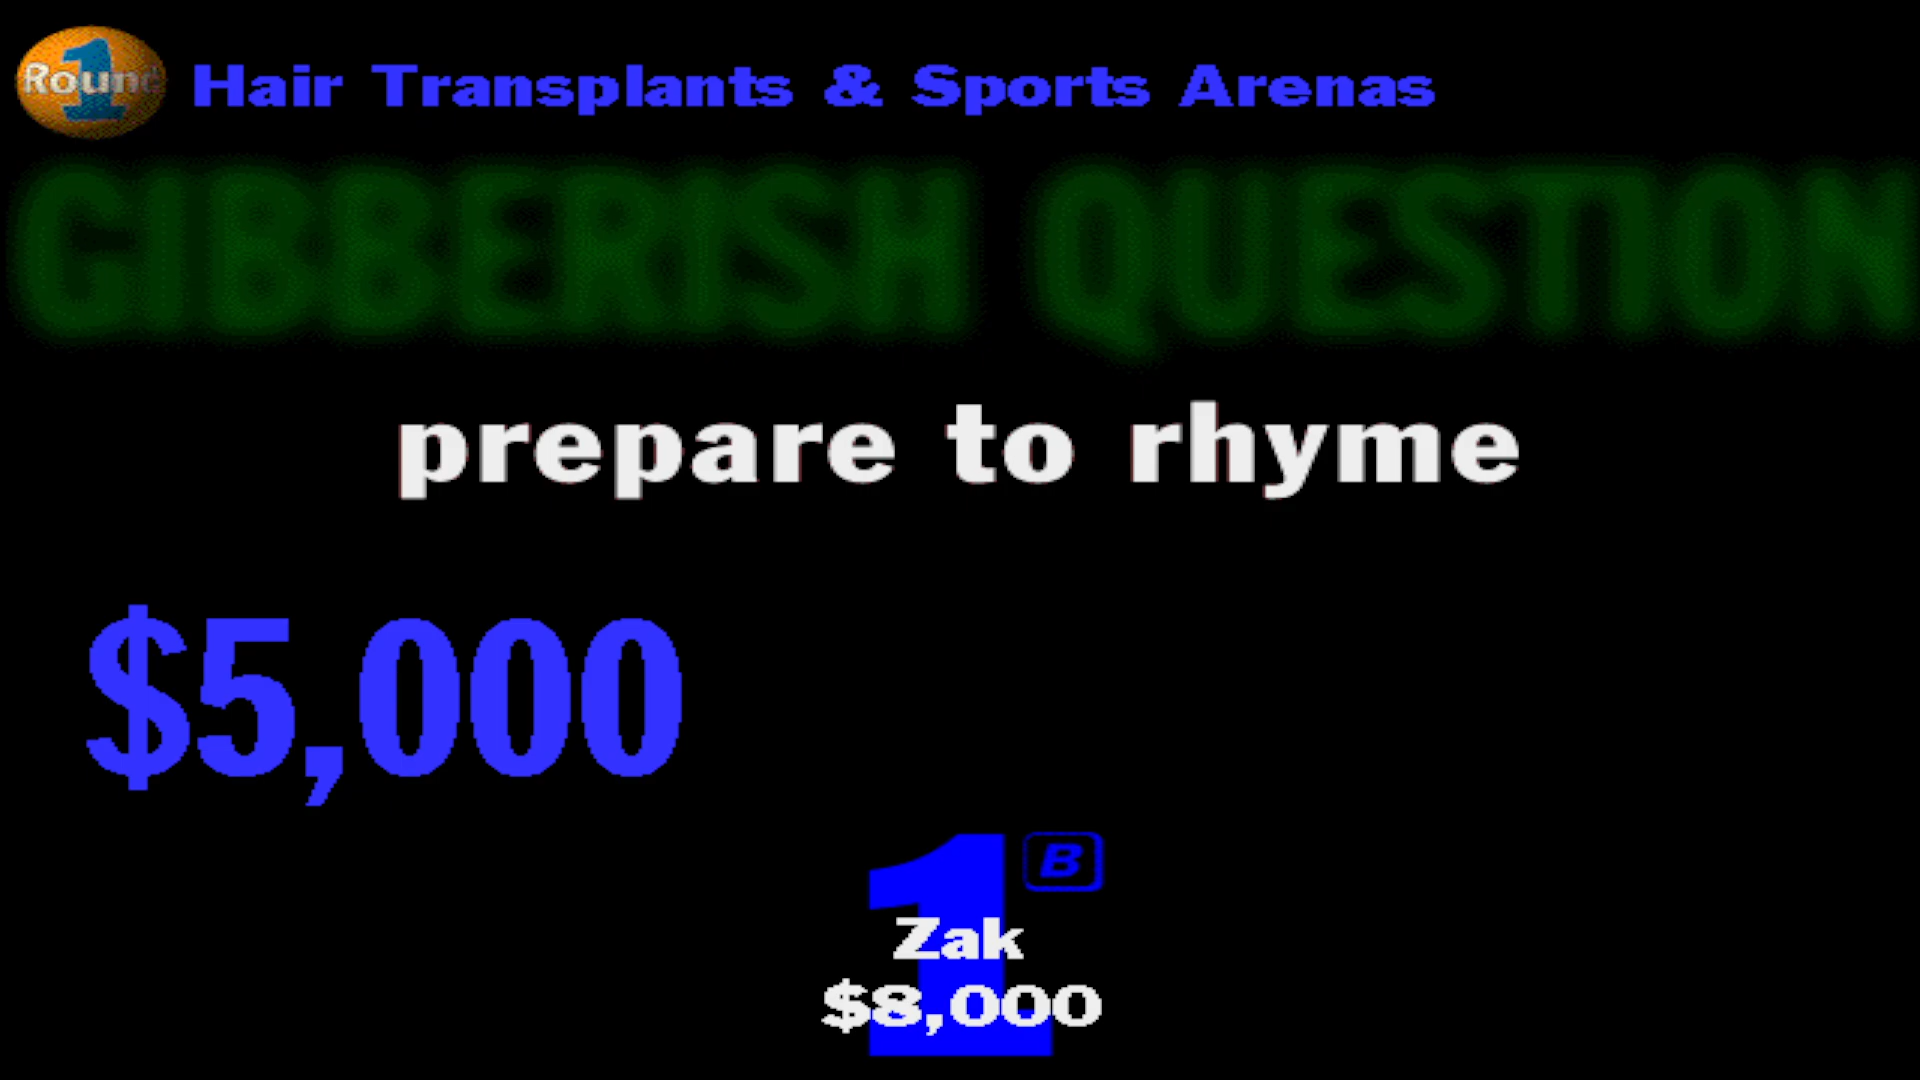 Round 1
Hair Transplants & Sports Arenas
GIBBERISH QUESTION
prepare to rhyme
$5,000
1 B
Zak
$8,000